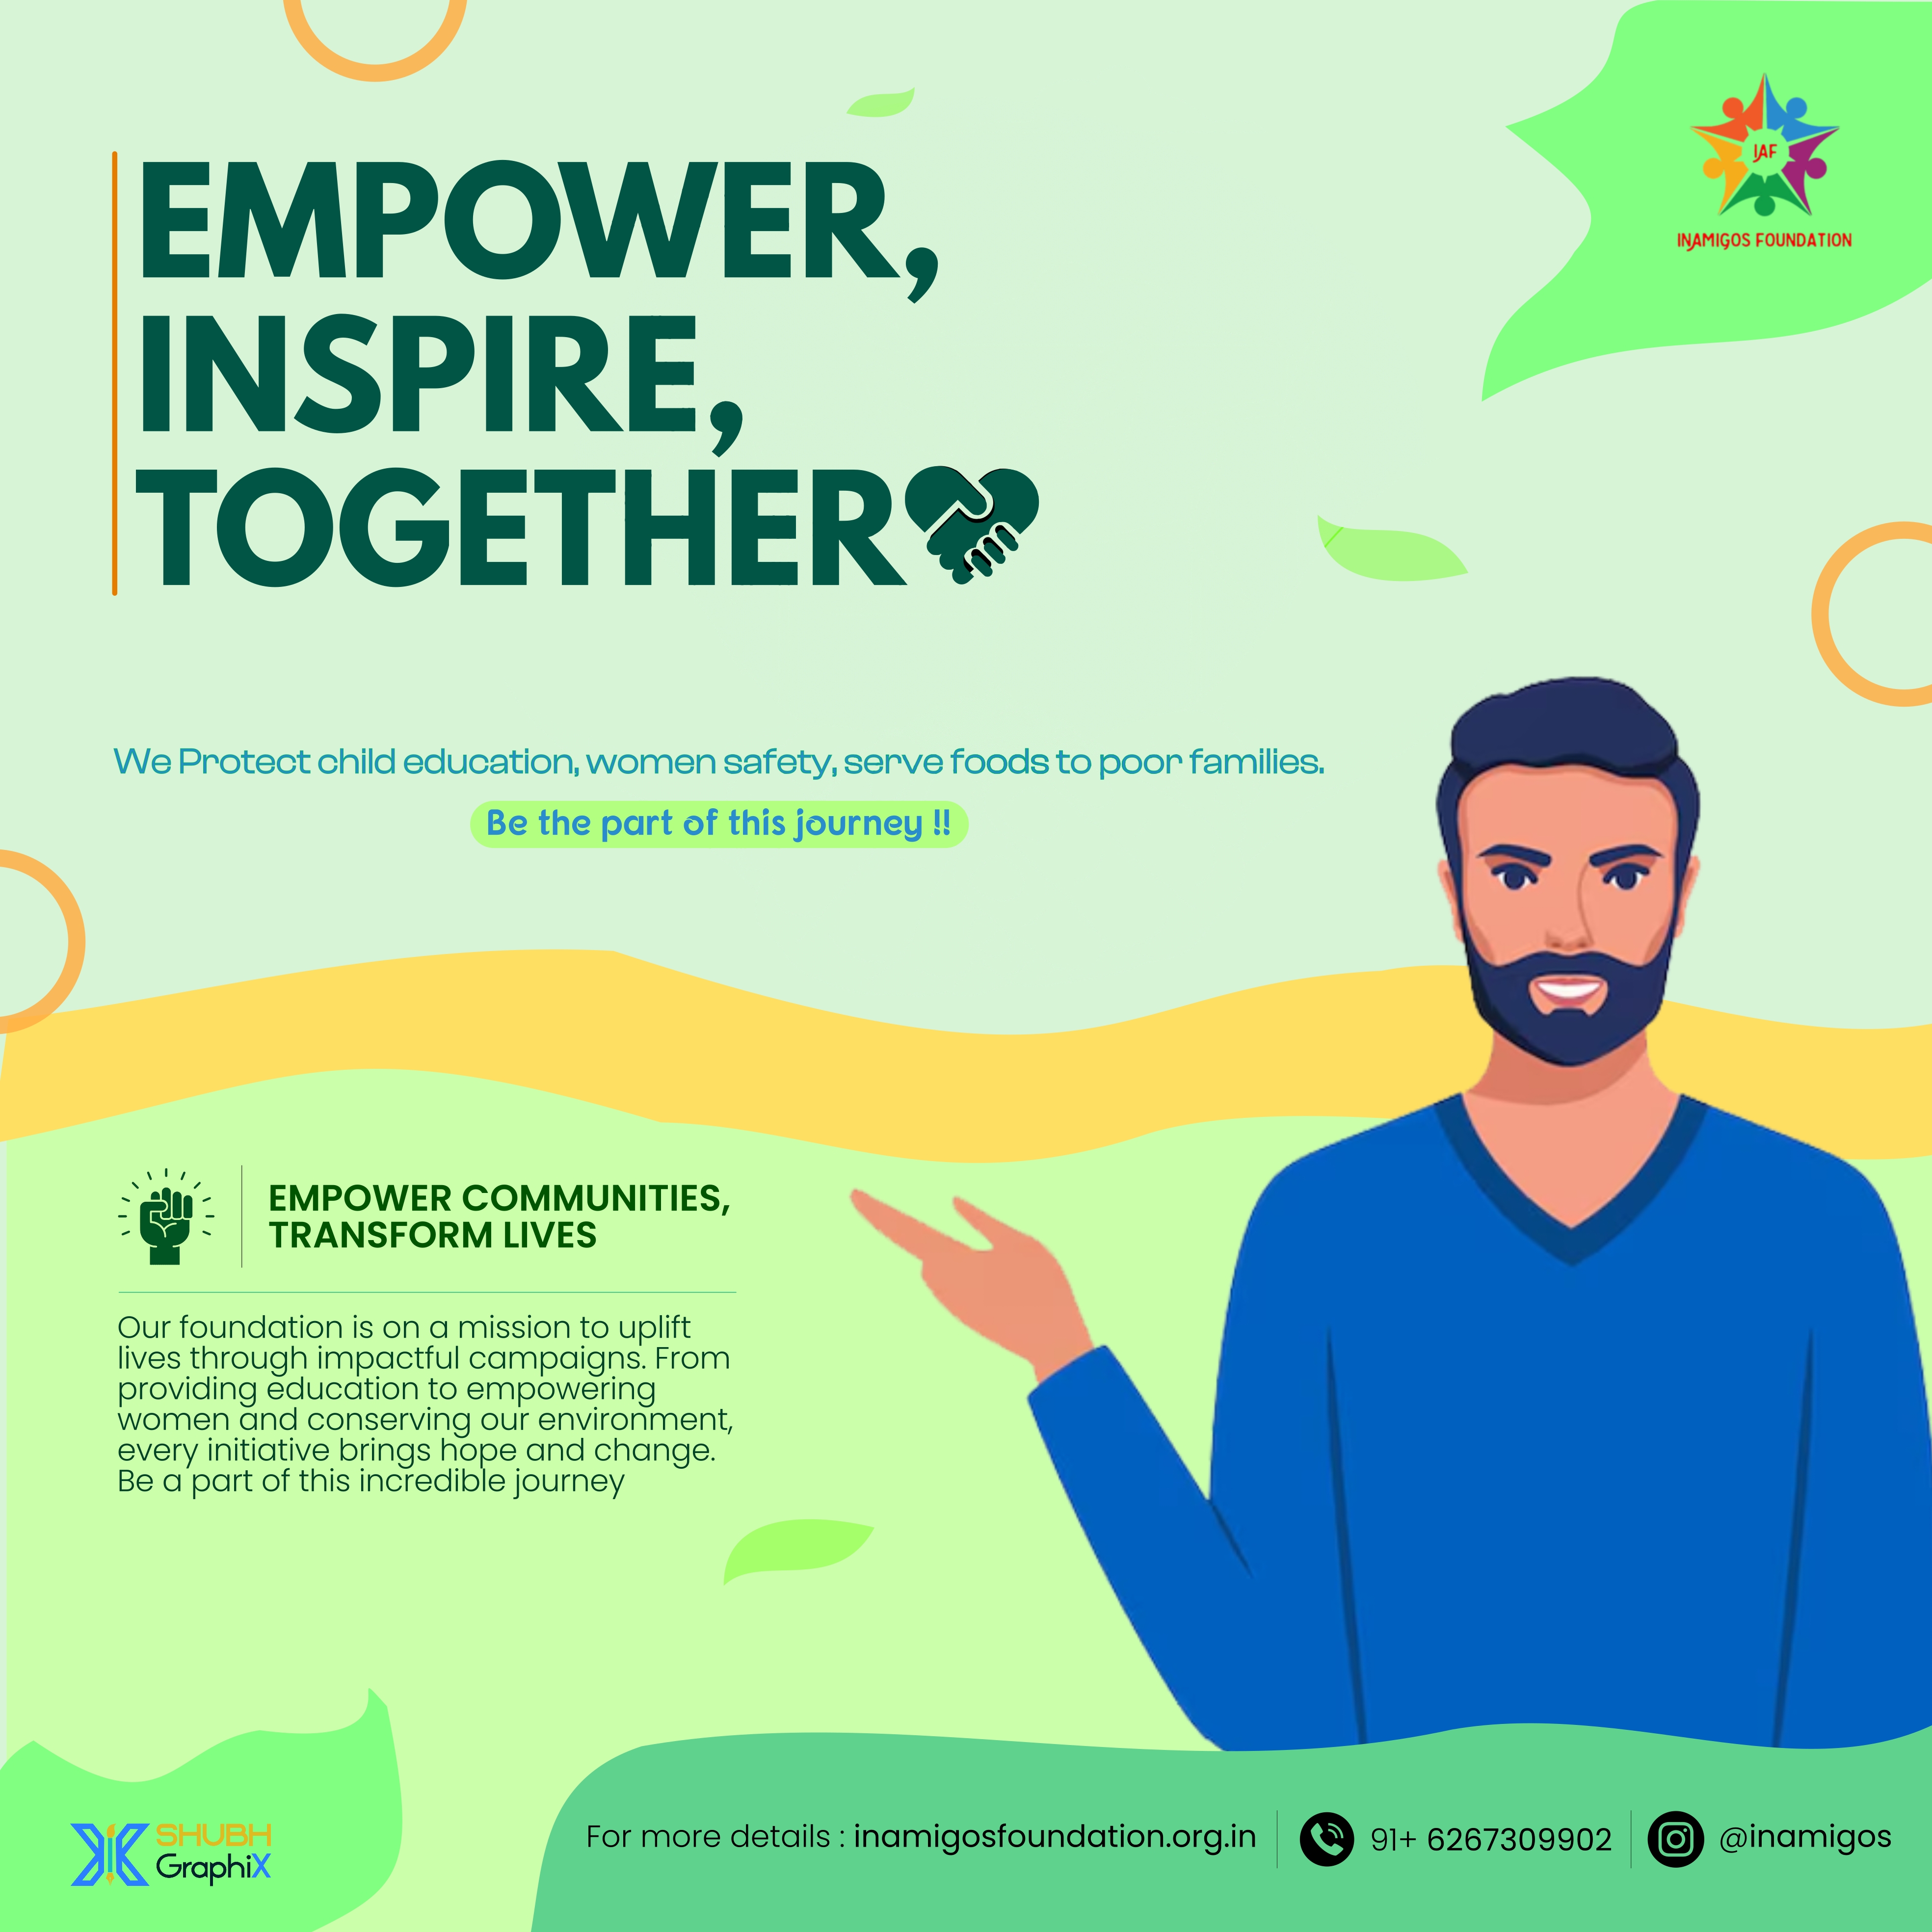 IAF
INAMIGOS FOUNDATION
EMPOWER,
INSPIRE,
TOGETHER
We Protect child education, women safety, serve foods to poor families.
Be the part of this journey !!
EMPOWER COMMUNITIES,
TRANSFORM LIVES
Our foundation is on a mission to uplift
lives through impactful campaigns. From
providing education to empowering
women and conserving our environment,
every initiative brings hope and change.
Be a part of this incredible journey
SHUBH
GraphiX
For more details : inamigosfoundation.org.in
91+ 6267309902
@inamigos